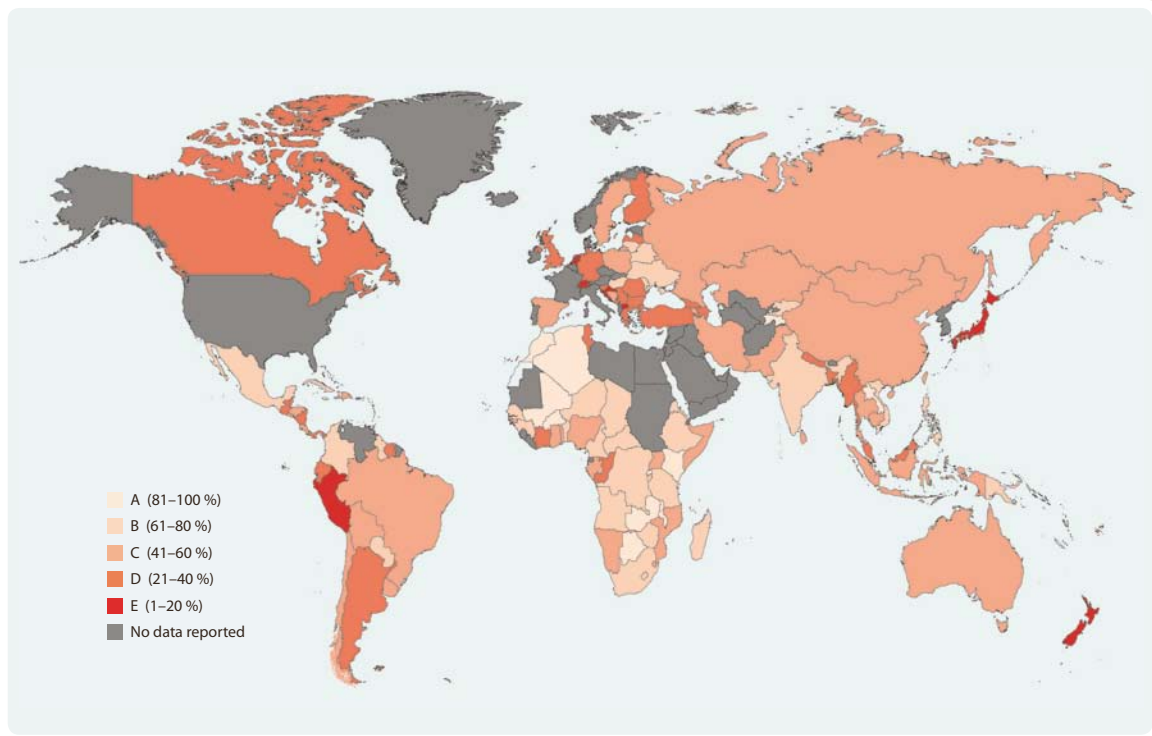 A (81–100 %)
B (61–80 %)
C (41–60 %)
D (21–40 %)
E (1–20 %)
No data reported